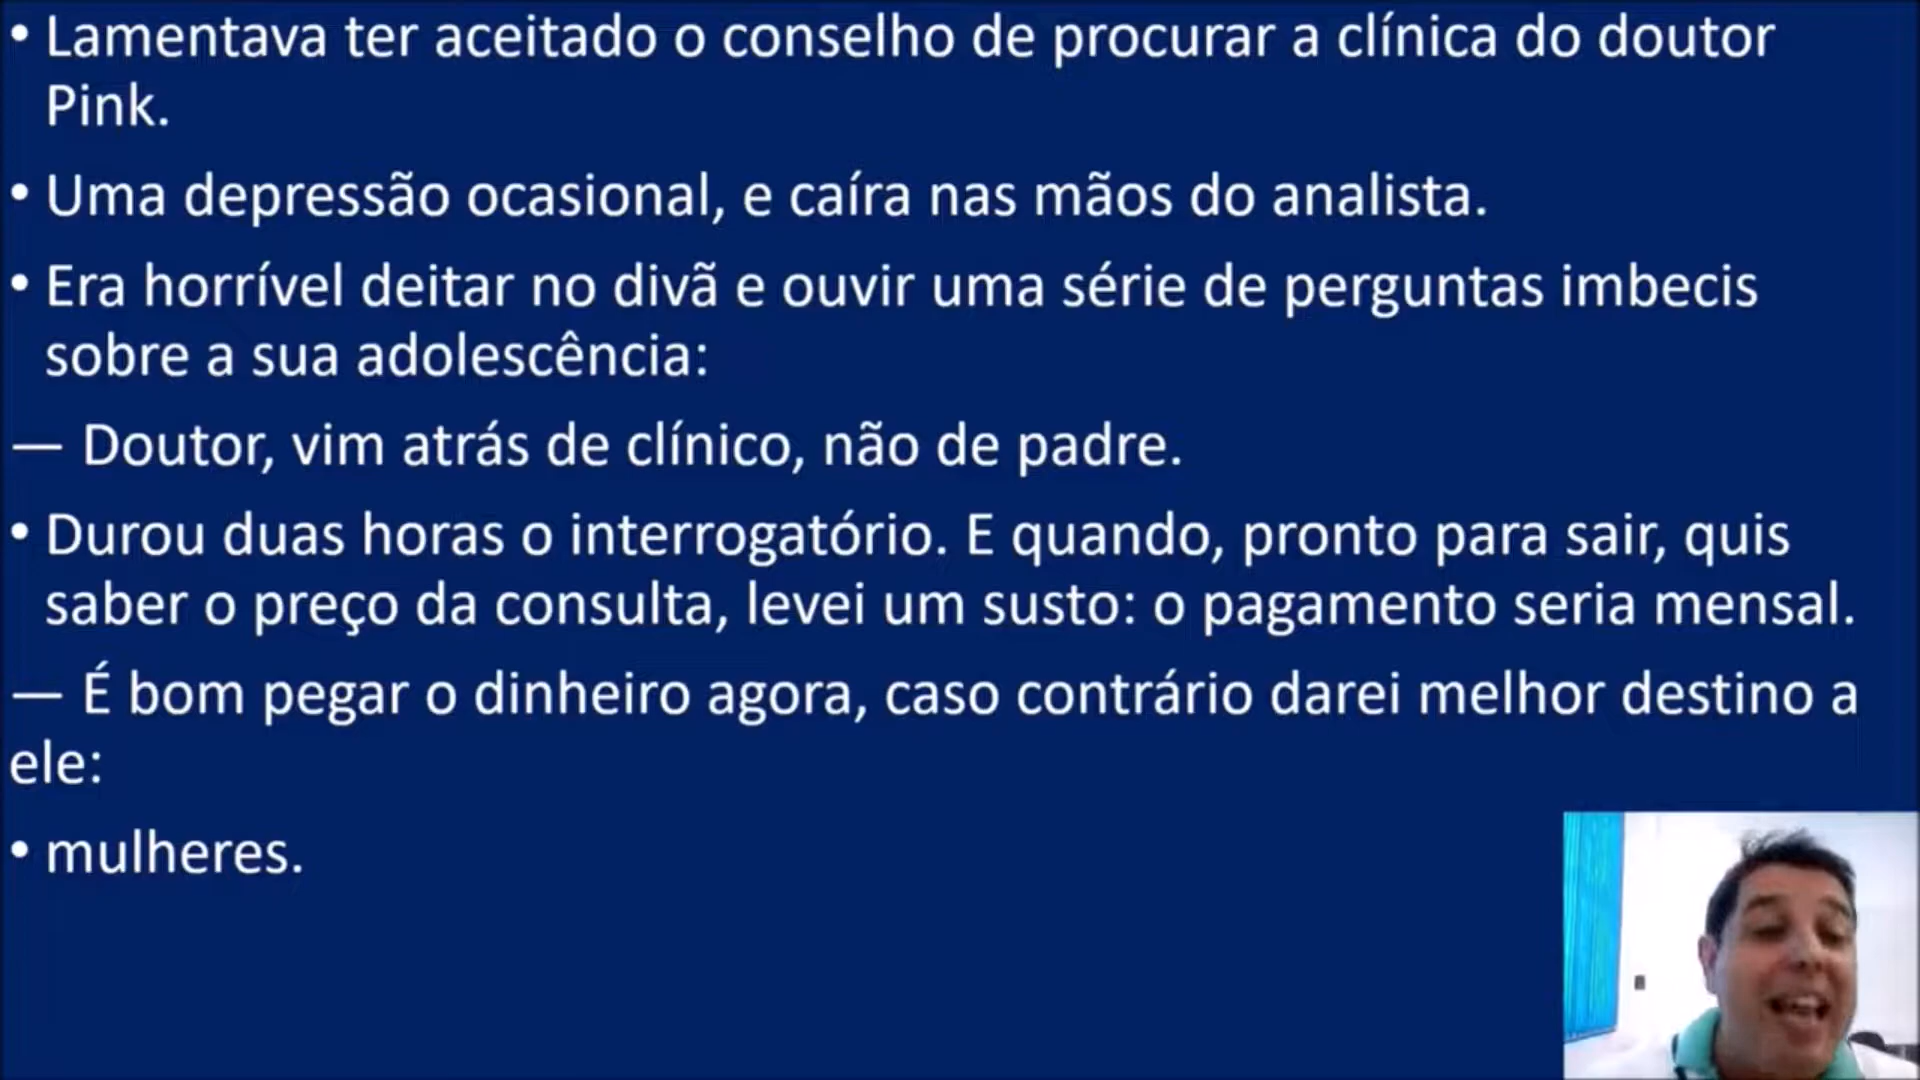 • Lamentava ter aceitado o conselho de procurar a clínica do doutor
Pink.
• Uma depressão ocasional, e caíra nas mãos do analista.
• Era horrível deitar no divã e ouvir uma série de perguntas imbecis
sobre a sua adolescência:
— Doutor, vim atrás de clínico, não de padre.
• Durou duas horas o interrogatório. E quando, pronto para sair, quis
saber o preço da consulta, levei um susto: o pagamento seria mensal.
— É bom pegar o dinheiro agora, caso contrário darei melhor destino a
ele:
• mulheres.